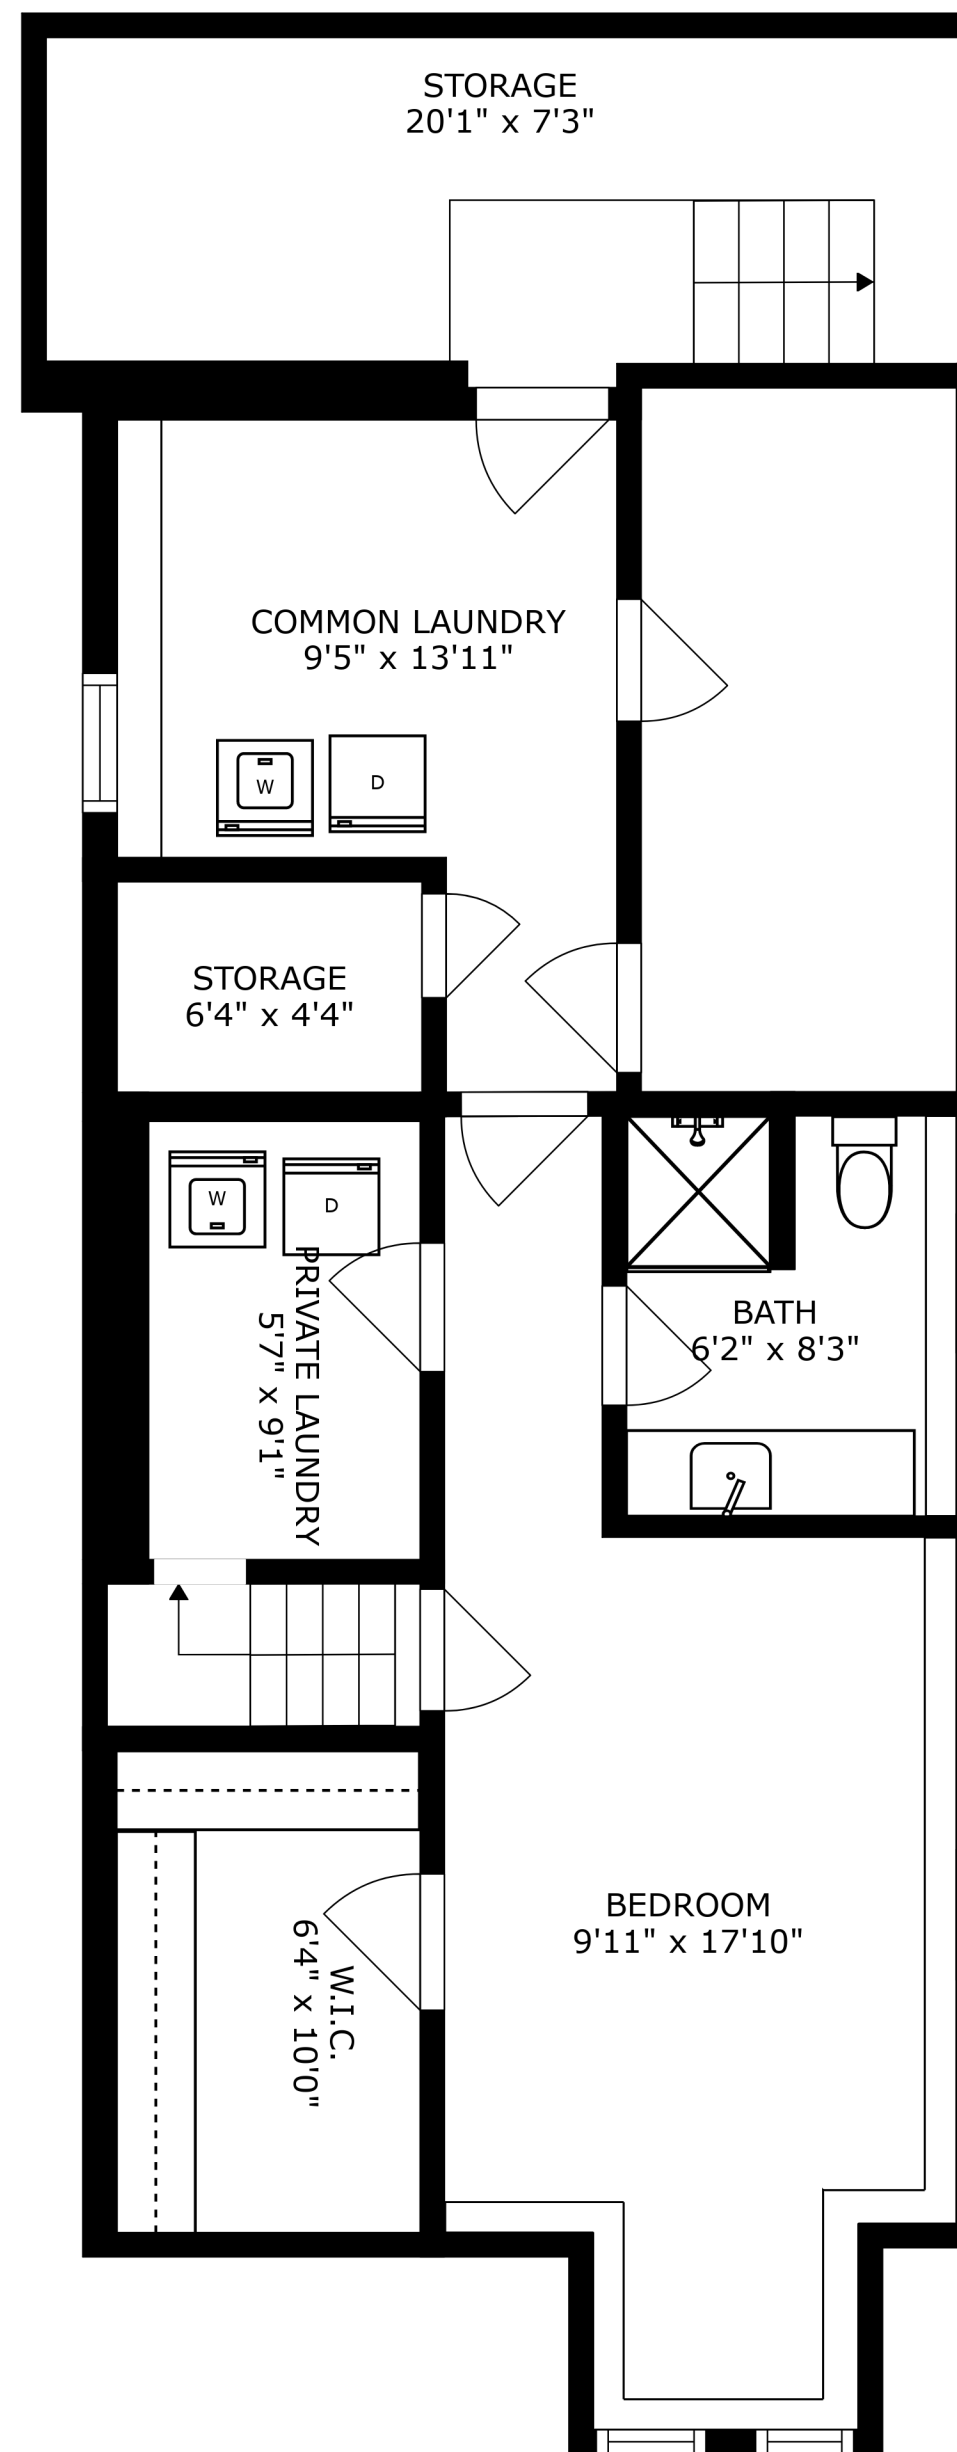 STORAGE
20'1" x 7'3"
COMMON LAUNDRY
9'5" x 13'11"
W
D
STORAGE
6'4" x 4'4"
W
D
PRIVATE LAUNDRY
5'7" x 9'1"
BATH
6'2" x 8'3"
BEDROOM
9'11" x 17'10"
W.I.C.
6'4" x 10'0"